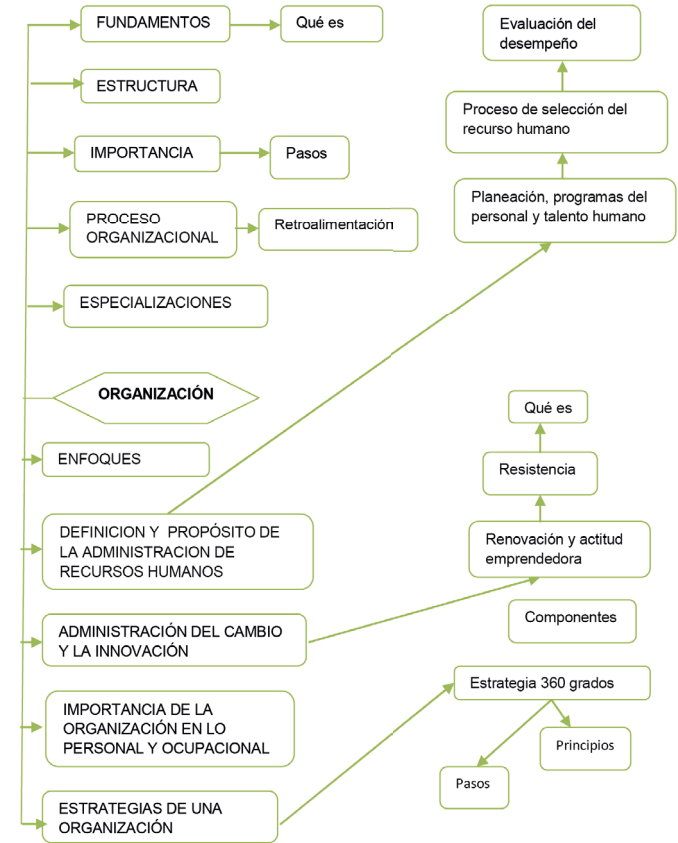 FUNDAMENTOS
Qué es
ESTRUCTURA
IMPORTANCIA
Pasos
PROCESO
ORGANIZACIONAL
Retroalimentación
ESPECIALIZACIONES
ORGANIZACIÓN
ENFOQUES
DEFINICION Y PROPÓSITO DE
LA ADMINISTRACION DE
RECURSOS HUMANOS
ADMINISTRACIÓN DEL CAMBIO
Y LA INNOVACIÓN
IMPORTANCIA DE LA
ORGANIZACIÓN EN LO
PERSONAL Y OCUPACIONAL
ESTRATEGIAS DE UNA
ORGANIZACIÓN
Evaluación del
desempeño
Proceso de selección del
recurso humano
Planeación, programas del
personal y talento humano
Qué es
Resistencia
Renovación y actitud
emprendedora
Componentes
Estrategia 360 grados
Principios
Pasos